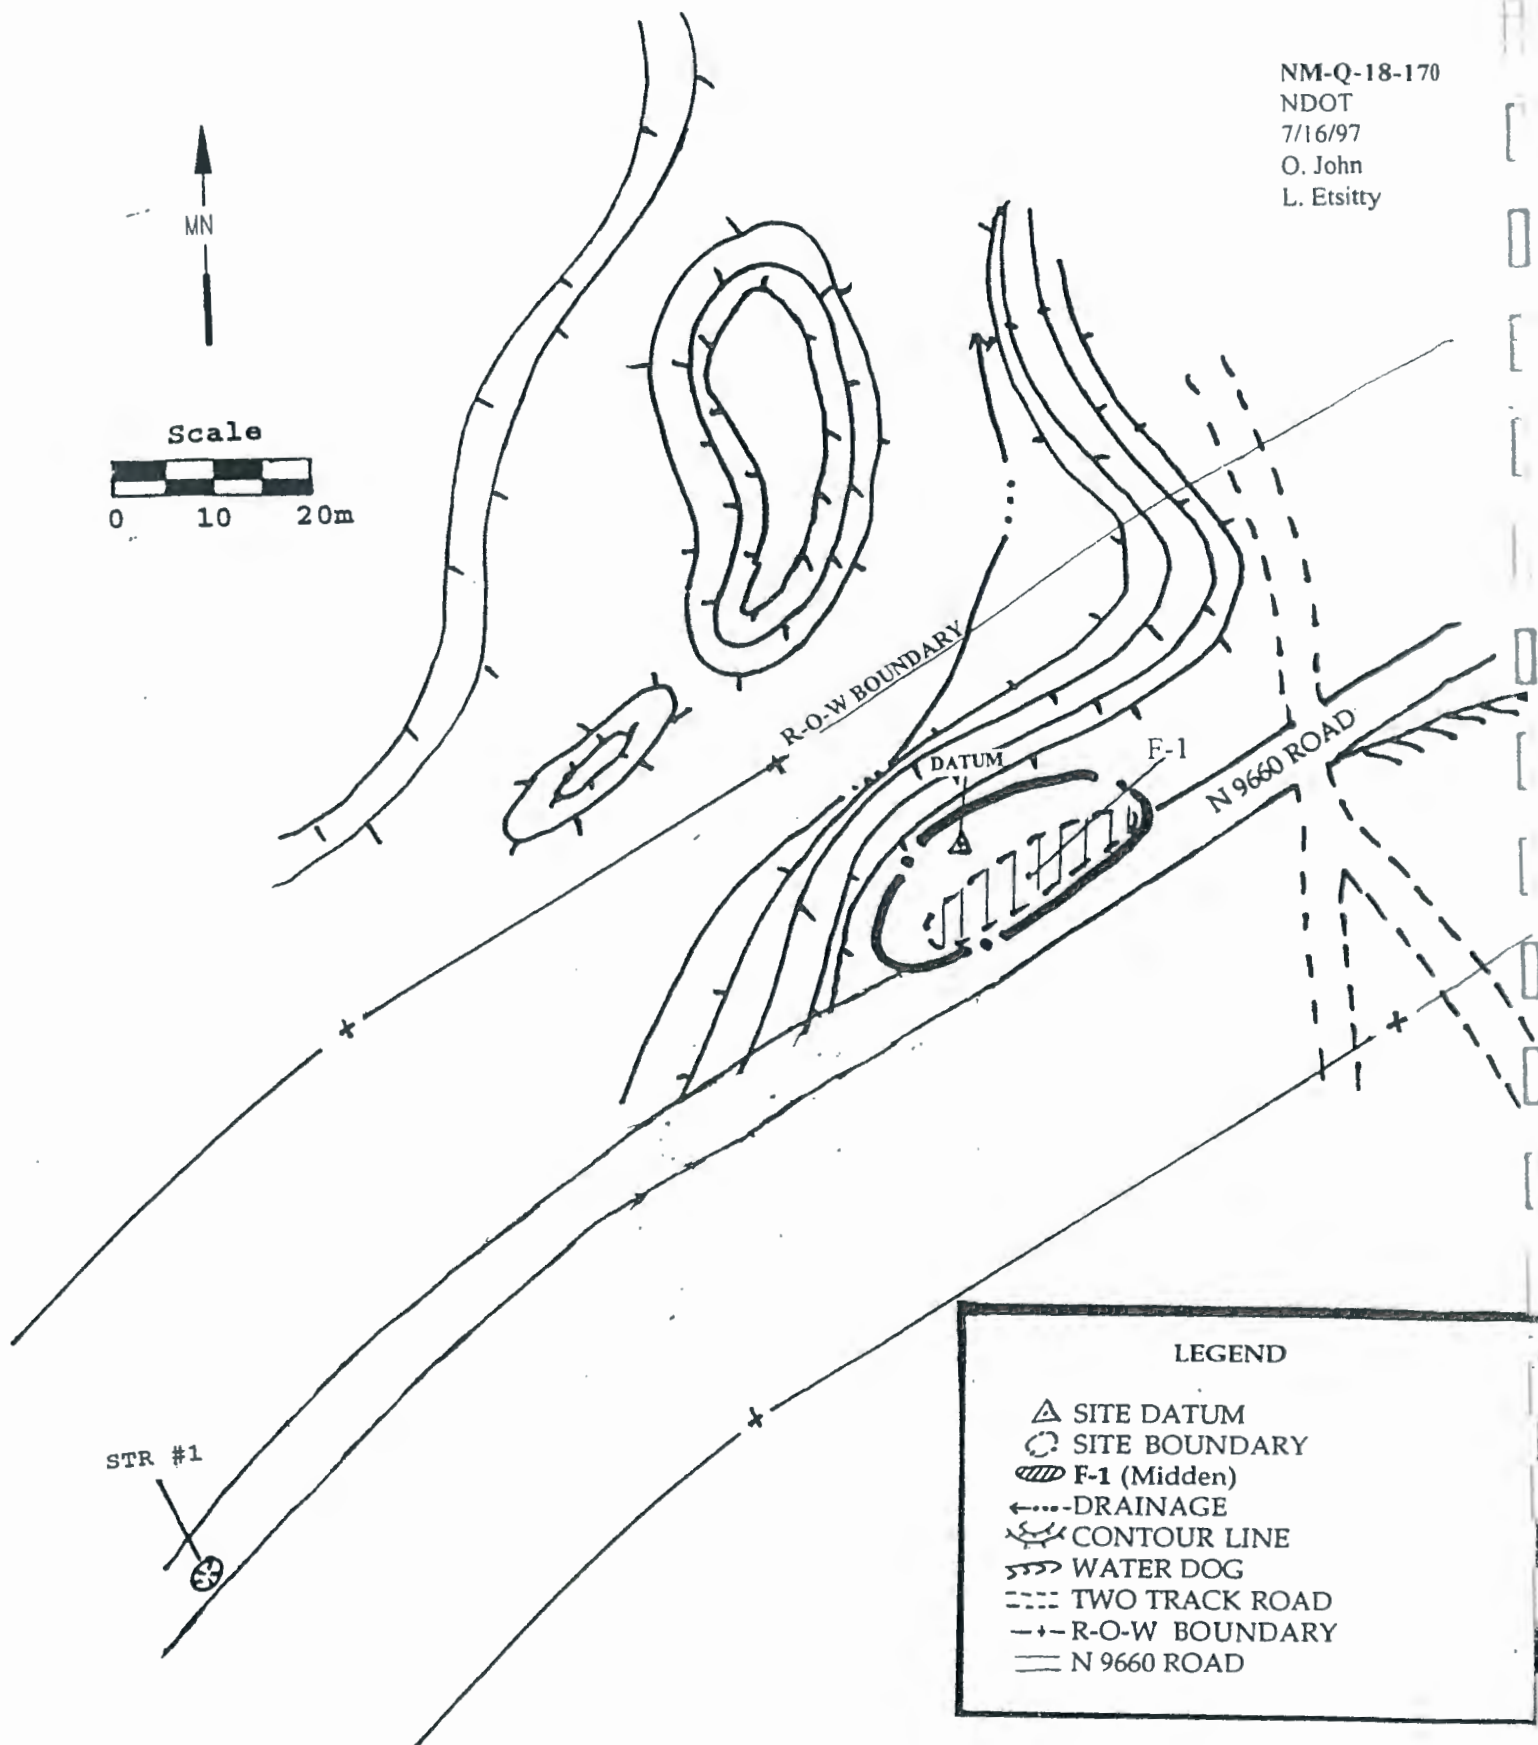 NM-Q-18-170
NDOT
7/16/97
O. John
L. Etsitty
MN
Scale
0 10 20m
R-O-W BOUNDARY
DATUM
F-1
N 9660 ROAD
STR #1
LEGEND
SITE DATUM
SITE BOUNDARY
F-1 (Midden)
DRAINAGE
CONTOUR LINE
WATER DOG
TWO TRACK ROAD
R-O-W BOUNDARY
N 9660 ROAD